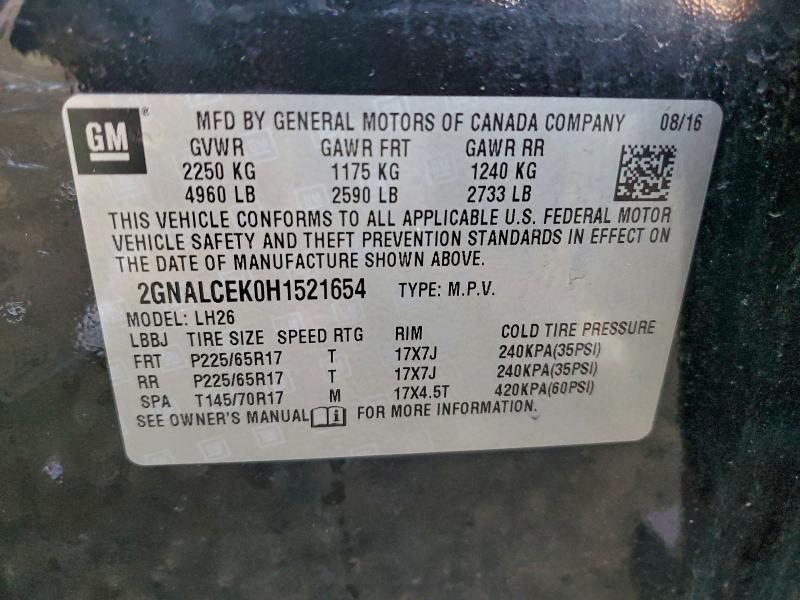 GM ® MFD BY GENERAL MOTORS OF CANADA COMPANY 08/16
GVWR GAWR FRT GAWR RR
2250 KG 1175 KG 1240 KG
4960 LB 2590 LB 2733 LB
THIS VEHICLE CONFORMS TO ALL APPLICABLE U.S. FEDERAL MOTOR
VEHICLE SAFETY AND THEFT PREVENTION STANDARDS IN EFFECT ON
THE DATE OF MANUFACTURE SHOWN ABOVE.
2GNALCEK0H1521654 TYPE: M.P.V.
MODEL: LH26
LBBJ TIRE SIZE SPEED RTG RIM COLD TIRE PRESSURE
FRT P225/65R17 T 17X7J 240KPA(35PSI)
RR P225/65R17 T 17X7J 240KPA(35PSI)
SPA T145/70R17 M 17X4.5T 420KPA(60PSI)
SEE OWNER'S MANUAL FOR MORE INFORMATION.